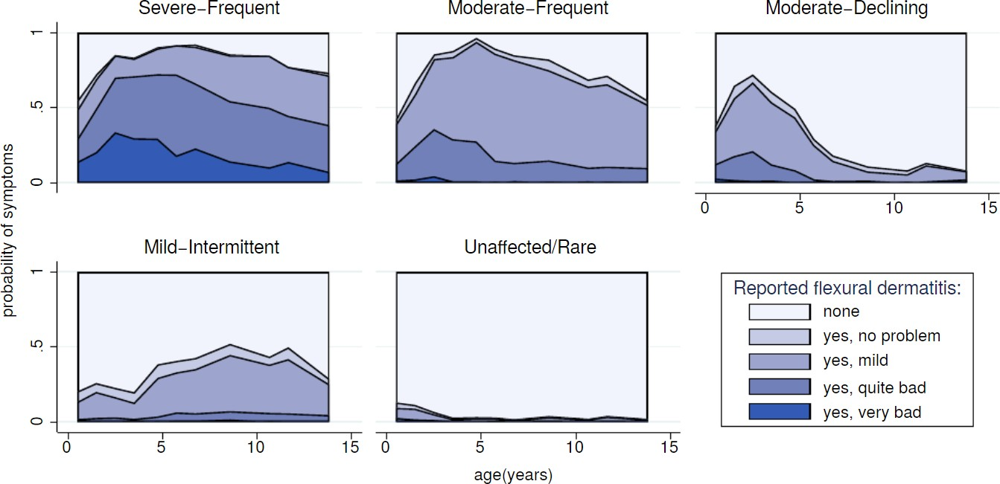 Severe–Frequent
Moderate–Frequent
Moderate–Declining
probability of symptoms
1
.5
0
0 5 10 15
Mild–Intermittent
Unaffected/Rare
1
.5
0
0 5 10 15
0 5 10 15
age(years)
Reported flexural dermatitis:
none
yes, no problem
yes, mild
yes, quite bad
yes, very bad